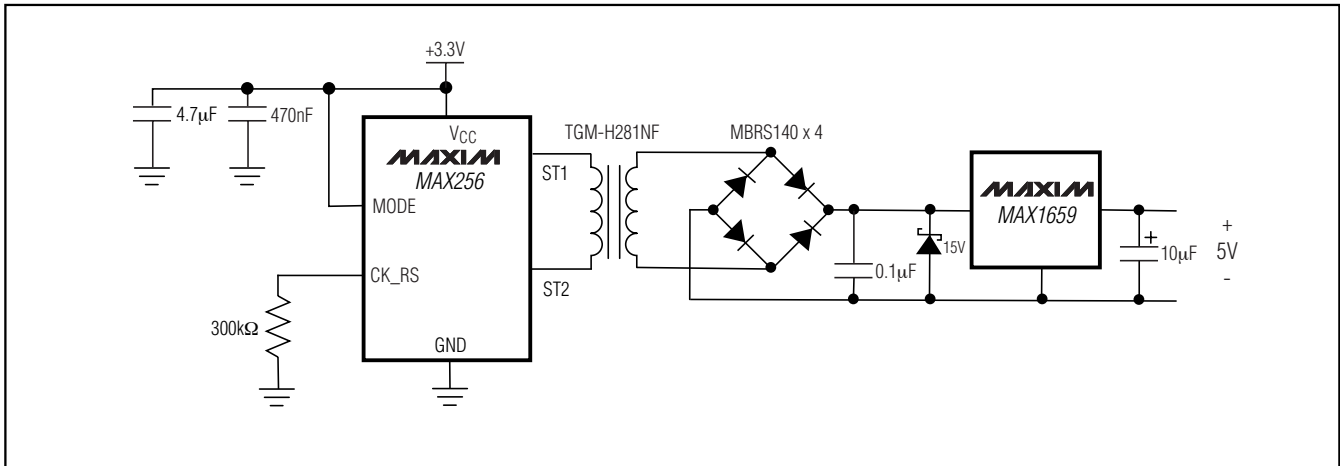 +3.3V
4.7μF
470nF
VCC
MAXIM
MAX256
MODE
CK_RS
GND
300kΩ
ST1
ST2
TGM-H281NF
MBRS140 x 4
0.1μF
15V
MAXIM
MAX1659
+
10μF
+
5V
-